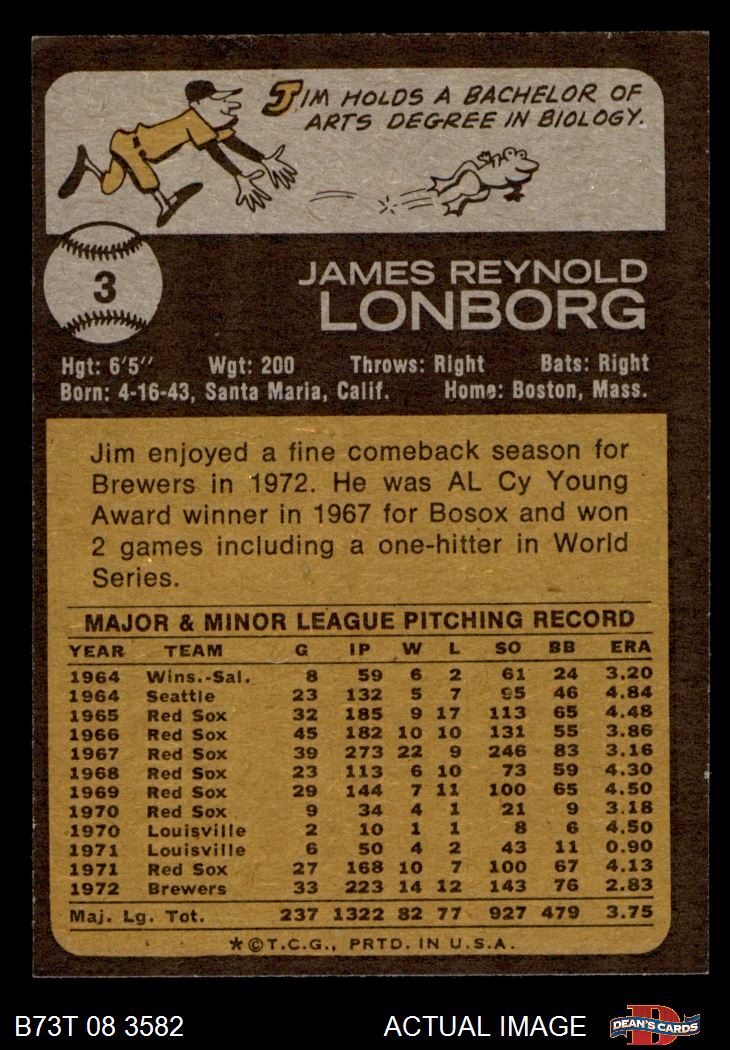 JIM HOLDS A BACHELOR OF
ARTS DEGREE IN BIOLOGY.
3
JAMES REYNOLD
LONBORG
Hgt: 6'5" Wgt: 200 Throws: Right Bats: Right
Born: 4-16-43, Santa Maria, Calif. Home: Boston, Mass.
Jim enjoyed a fine comeback season for
Brewers in 1972. He was AL Cy Young
Award winner in 1967 for Bosox and won
2 games including a one-hitter in World
Series.
MAJOR & MINOR LEAGUE PITCHING RECORD
YEAR TEAM G IP W L SO BB ERA
1964 Wins.-Sal. 8 59 6 2 61 24 3.20
1964 Seattle 23 132 5 7 95 46 4.84
1965 Red Sox 32 185 9 17 113 65 4.48
1966 Red Sox 45 182 10 10 131 55 3.86
1967 Red Sox 39 273 22 9 246 83 3.16
1968 Red Sox 23 113 6 10 73 59 4.30
1969 Red Sox 29 144 7 11 100 65 4.50
1970 Red Sox 9 34 4 1 21 9 3.18
1970 Louisville 2 10 1 1 8 6 4.50
1971 Louisville 6 50 4 2 43 11 0.90
1971 Red Sox 27 168 10 7 100 67 4.13
1972 Brewers 33 223 14 12 143 76 2.83
Maj. Lg. Tot. 237 1322 82 77 927 479 3.75
*©T.C.G., PRTD. IN U.S.A.
B73T 08 3582 ACTUAL IMAGE DEAN'S CARDS